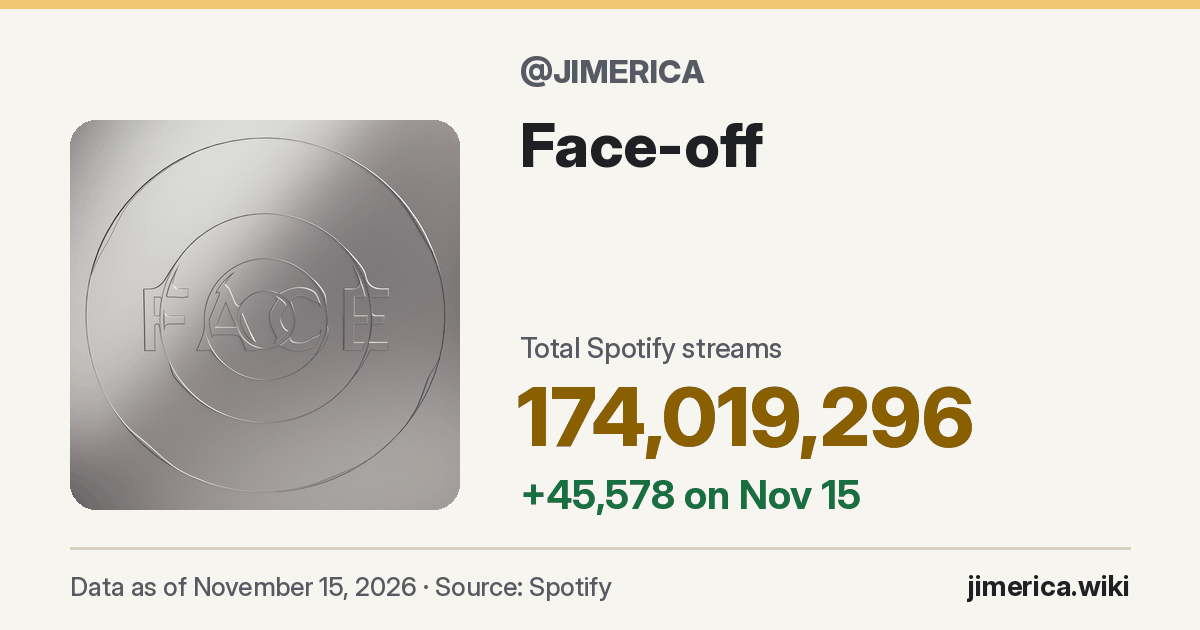 @JIMERICA
Face-off
FACE
Total Spotify streams
174,019,296
+45,578 on Nov 15
Data as of November 15, 2026 · Source: Spotify
jimerica.wiki